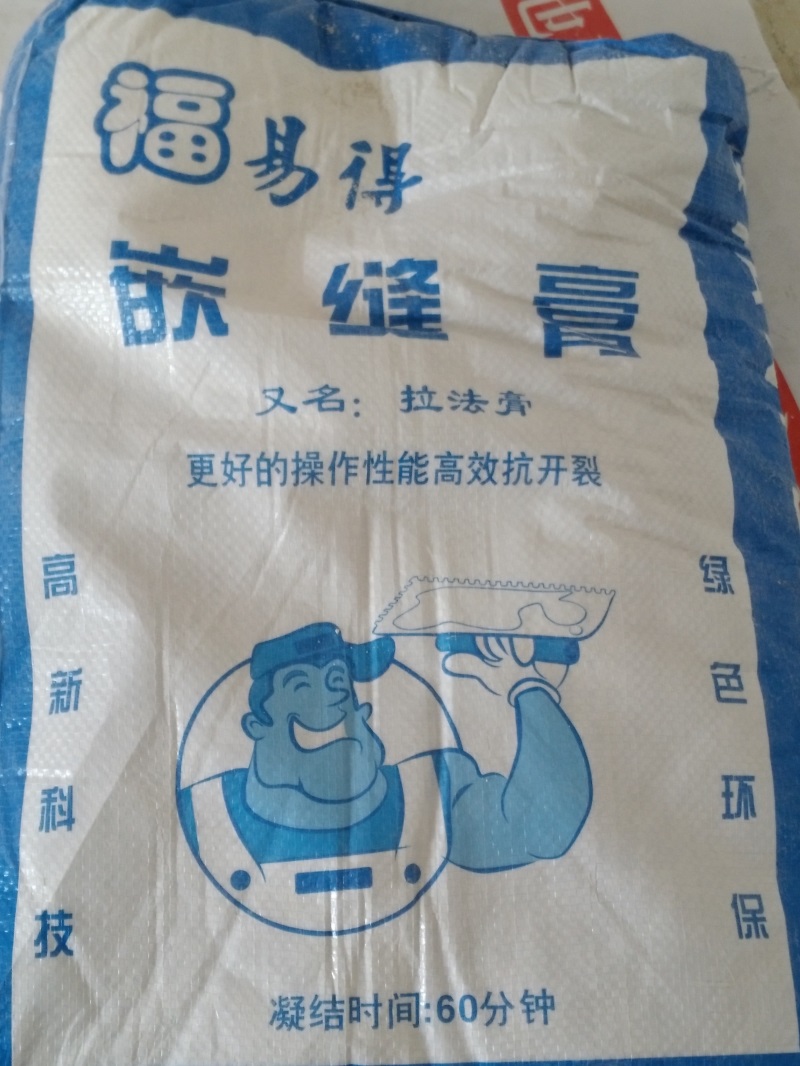 福易得
嵌缝膏
又名：拉法膏
更好的操作性能高效抗开裂
高新科技
绿色环保
凝结时间:60分钟